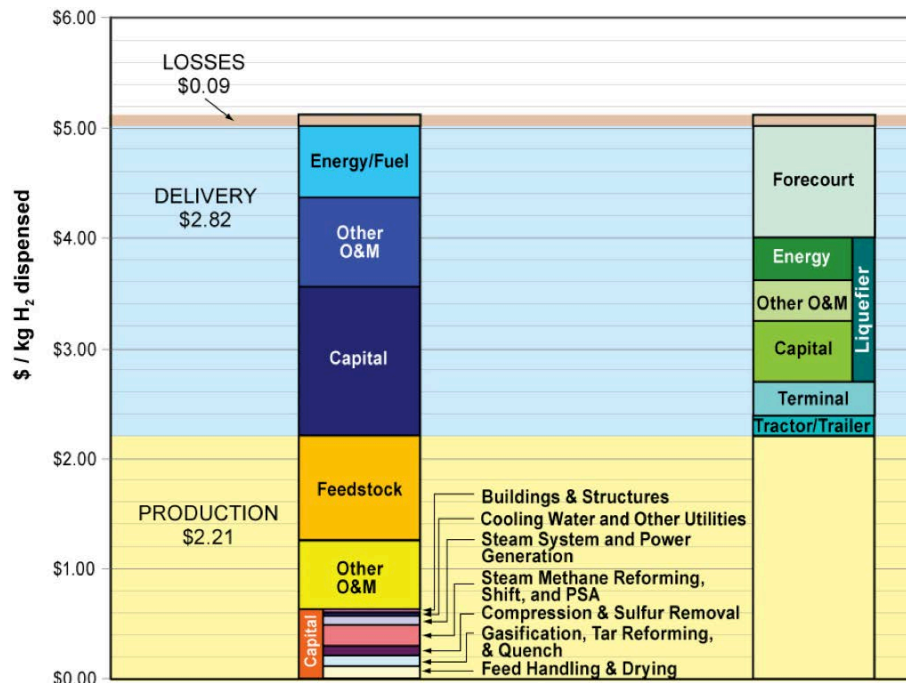 $6.00
$5.00
$4.00
$3.00
$2.00
$1.00
$0.00
$ / kg H₂ dispensed
LOSSES
$0.09
DELIVERY
$2.82
PRODUCTION
$2.21
Energy/Fuel
Other
O&M
Capital
Feedstock
Other
O&M
Capital
Buildings & Structures
Cooling Water and Other Utilities
Steam System and Power
Generation
Steam Methane Reforming,
Shift, and PSA
Compression & Sulfur Removal
Gasification, Tar Reforming,
& Quench
Feed Handling & Drying
Forecourt
Energy
Other O&M
Capital
Liquefier
Terminal
Tractor/Trailer